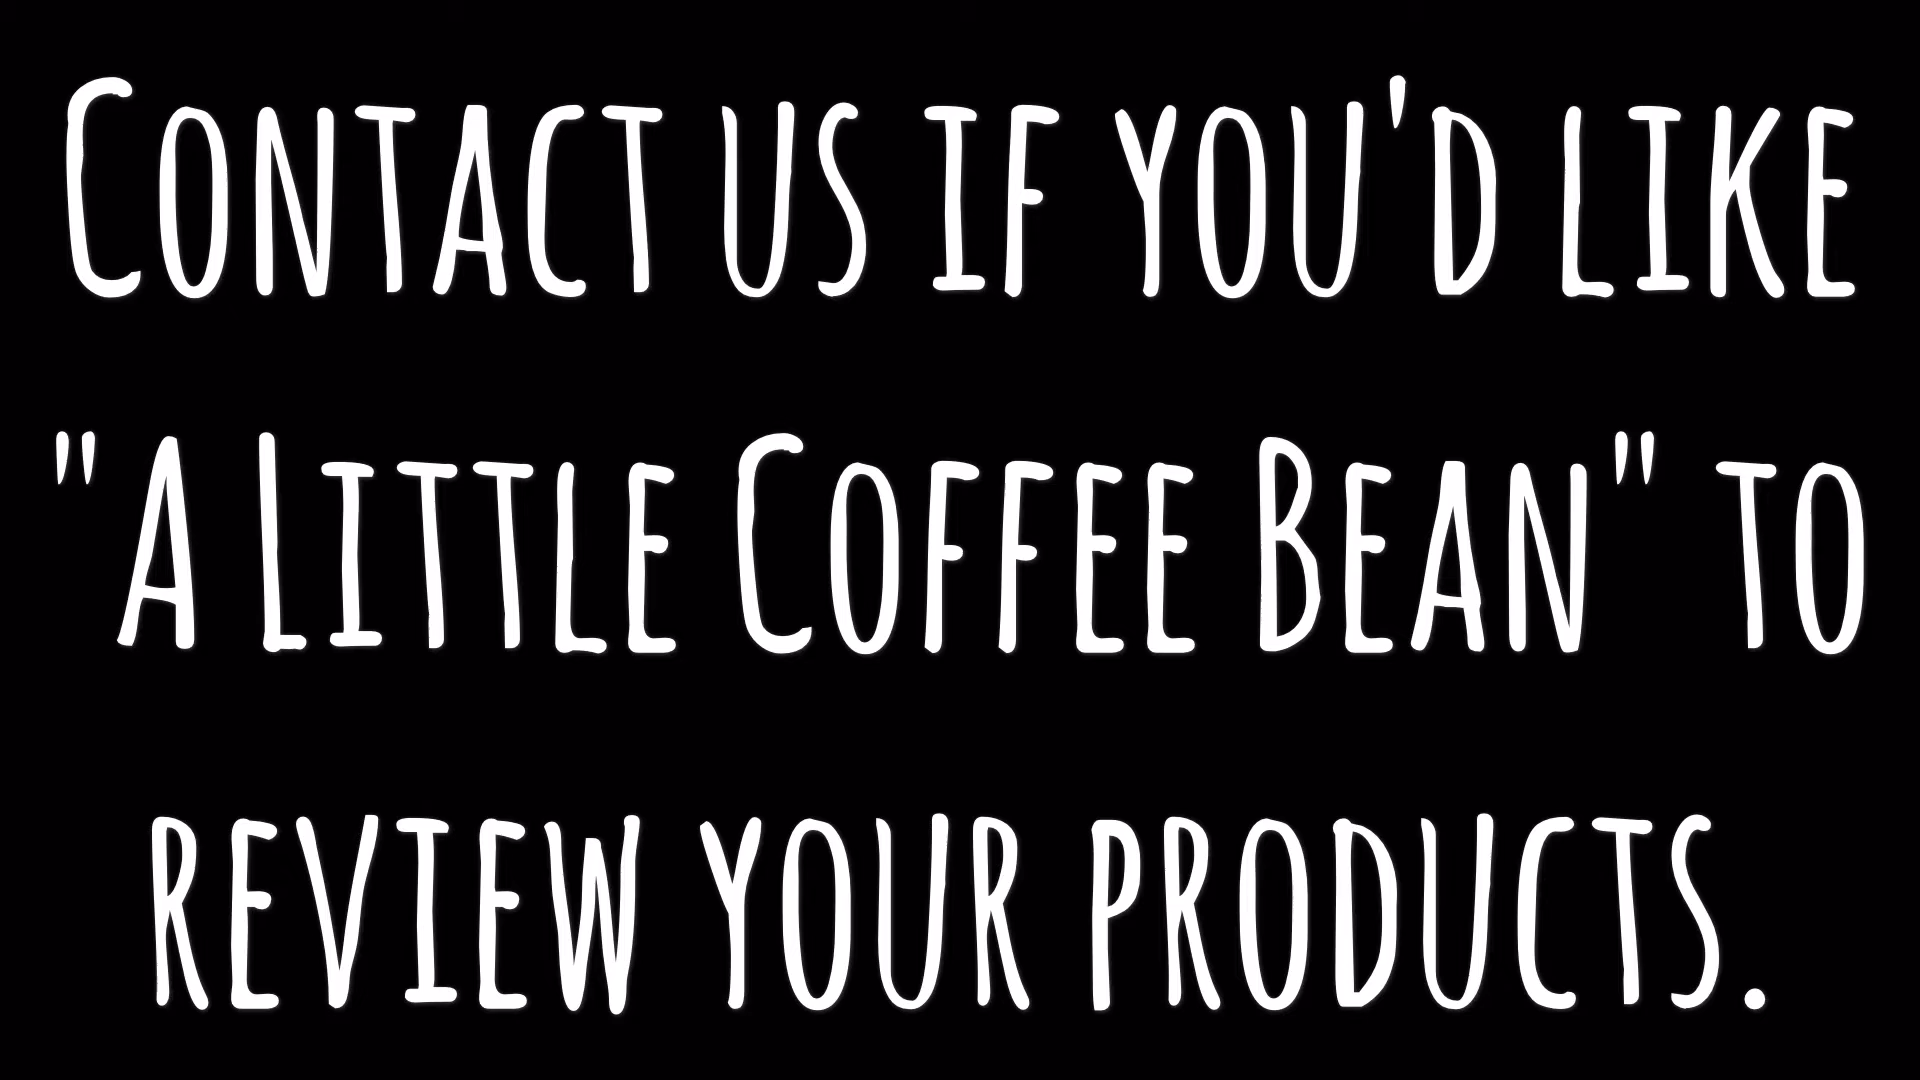 Contact us if you'd like
"A Little Coffee Bean" to
review your products.